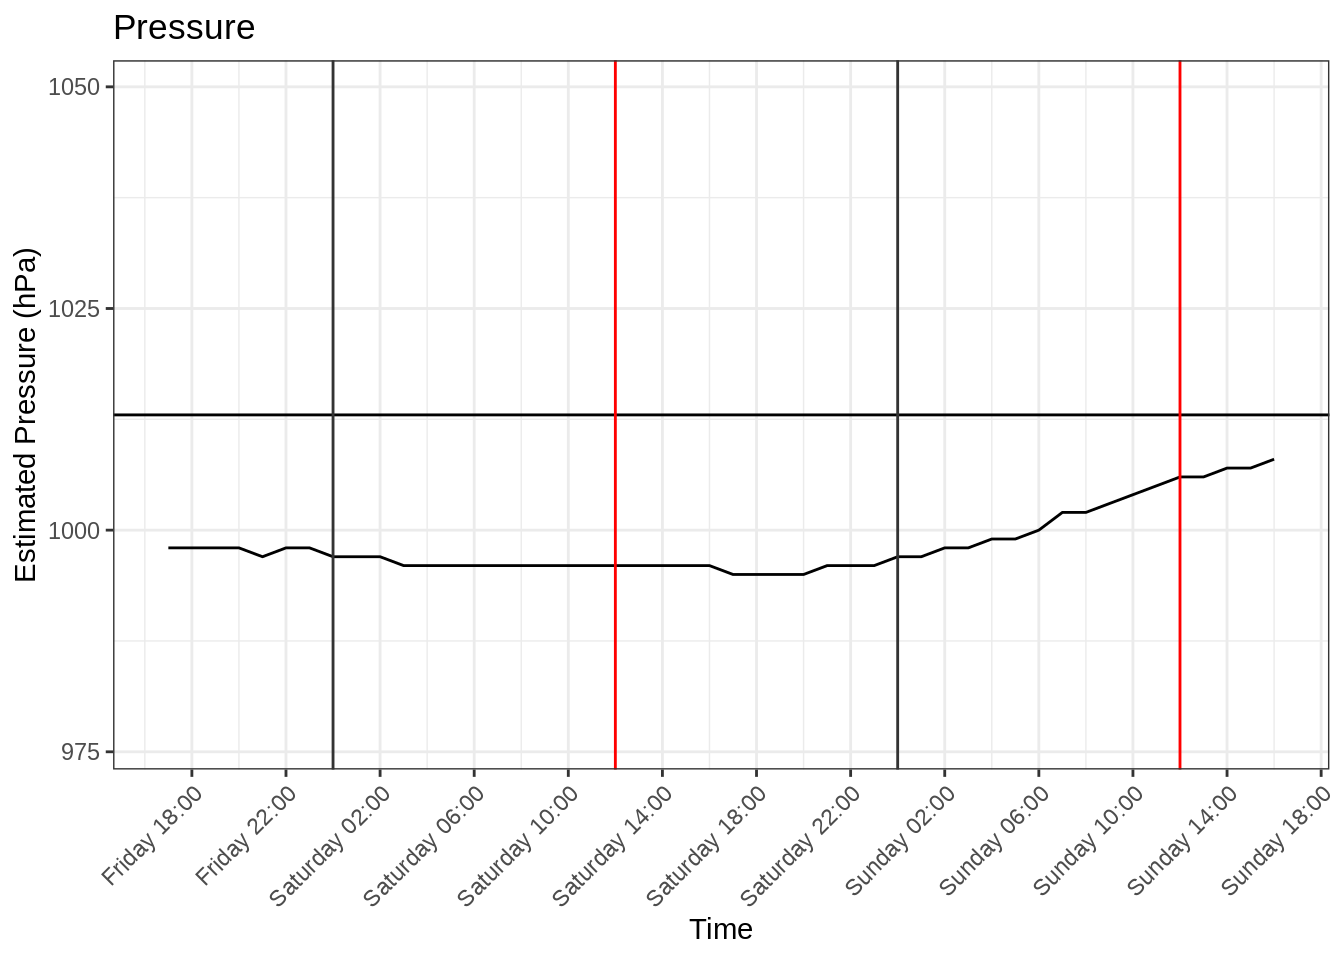 Pressure
Estimated Pressure (hPa)
1050
1025
1000
975
Friday 18:00
Friday 22:00
Saturday 02:00
Saturday 06:00
Saturday 10:00
Saturday 14:00
Saturday 18:00
Saturday 22:00
Sunday 02:00
Sunday 06:00
Sunday 10:00
Sunday 14:00
Sunday 18:00
Time